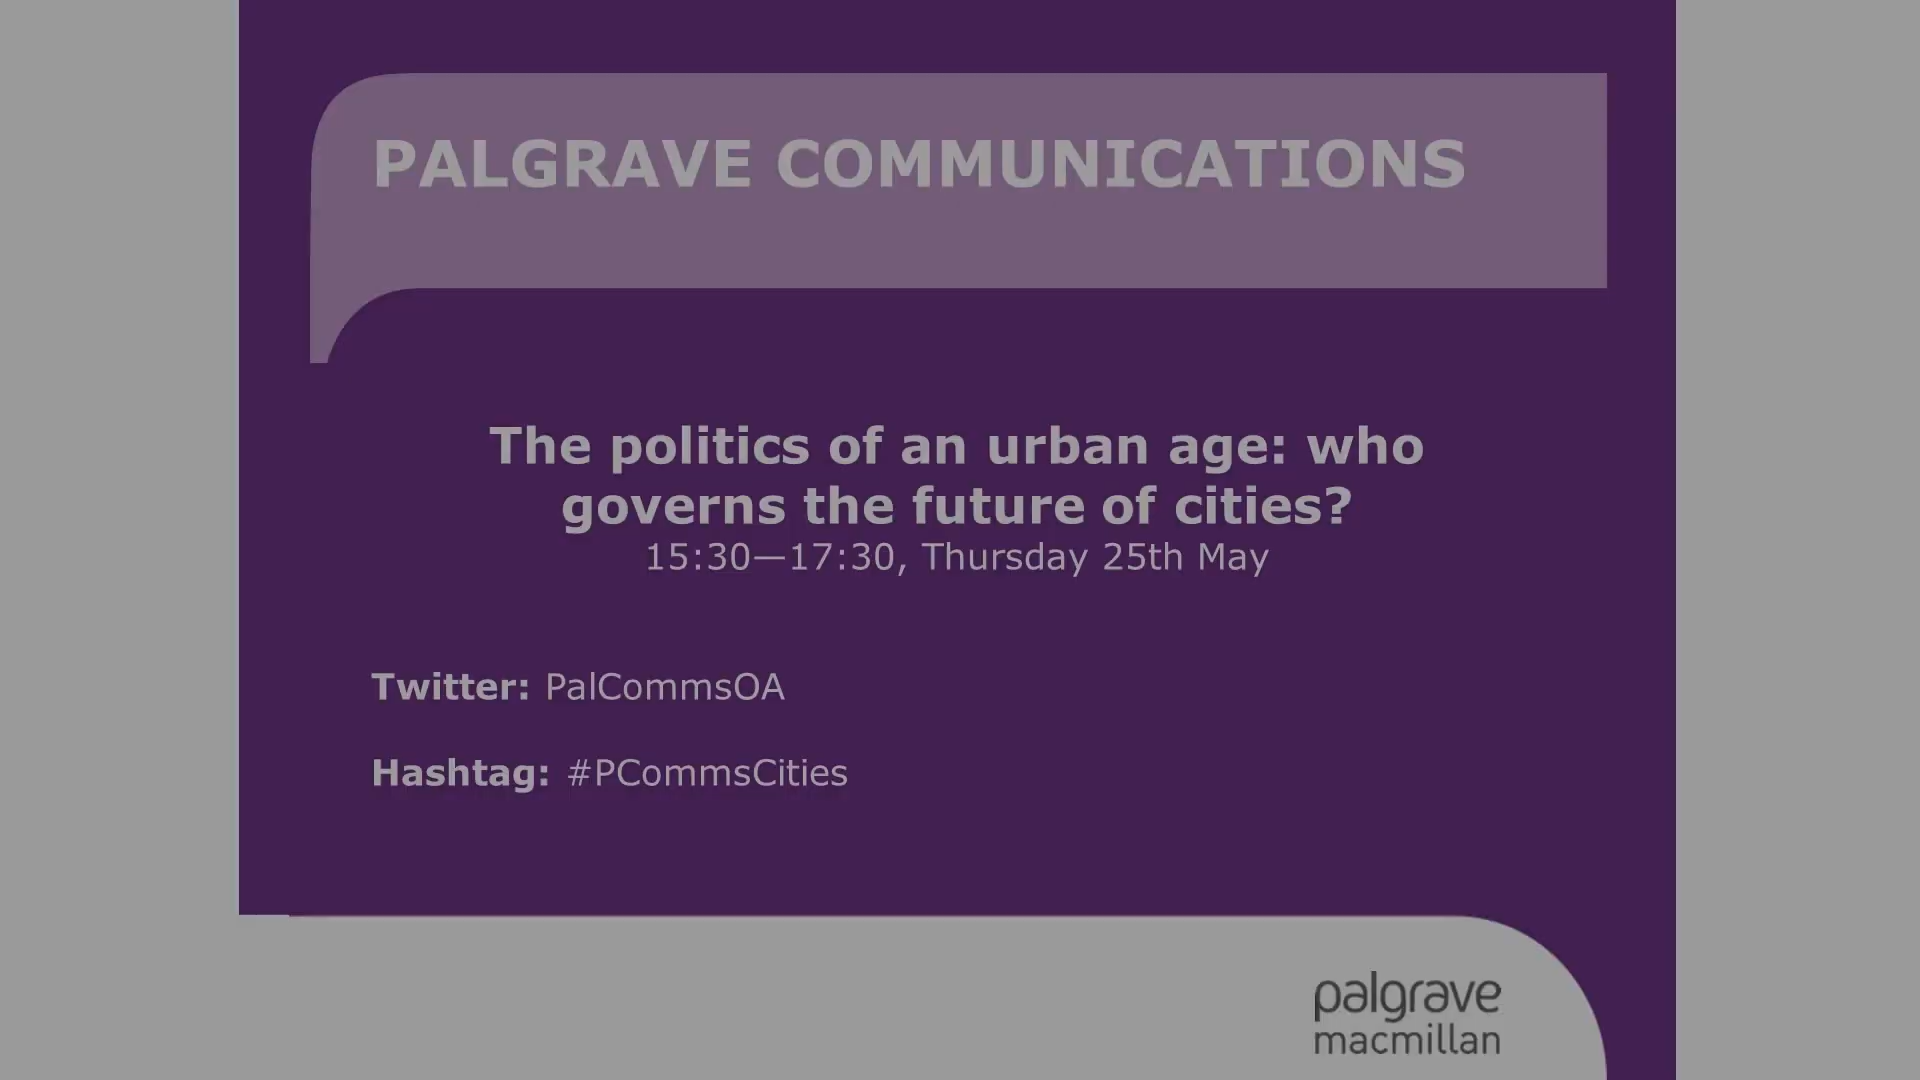 PALGRAVE COMMUNICATIONS
The politics of an urban age: who
governs the future of cities?
15:30—17:30, Thursday 25th May
Twitter: PalCommsOA
Hashtag: #PCommsCities
palgrave
macmillan